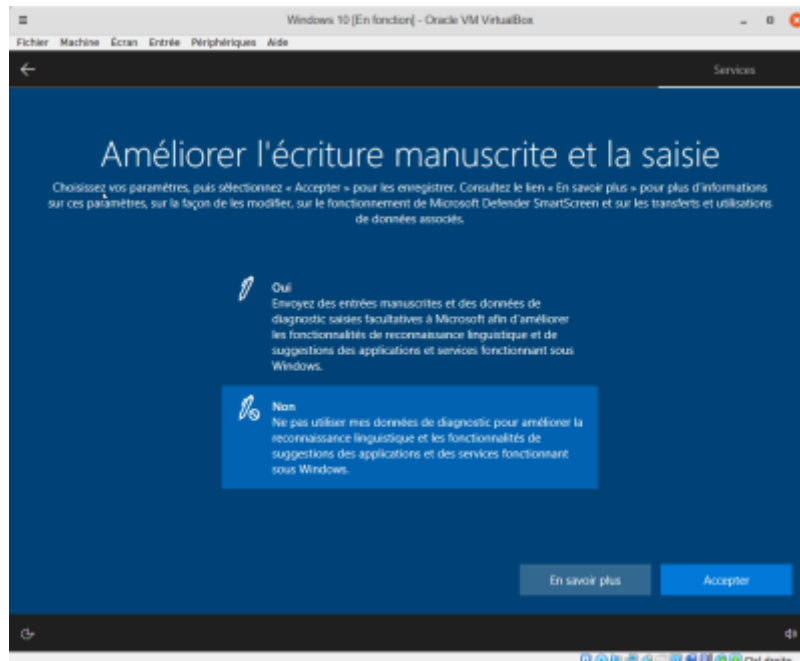 Windows 10 [En fonction] - Oracle VM VirtualBox
Fichier Machine Écran Entrée Périphériques Aide
Services
Améliorer l'écriture manuscrite et la saisie
Choisissez vos paramètres, puis sélectionnez « Accepter » pour les enregistrer. Consultez le lien « En savoir plus » pour plus d'informations
sur ces paramètres, sur la façon de les modifier, sur le fonctionnement de Microsoft Defender SmartScreen et sur les transferts et utilisations
de données associés.
Oui
Envoyez des entrées manuscrites et des données de
diagnostic saisies facultatives à Microsoft afin d'améliorer
les fonctionnalités de reconnaissance linguistique et de
suggestions des applications et services fonctionnant sous
Windows.
Non
Ne pas utiliser mes données de diagnostic pour améliorer la
reconnaissance linguistique et les fonctionnalités de
suggestions des applications et des services fonctionnant
sous Windows.
En savoir plus
Accepter
Ctrl droite